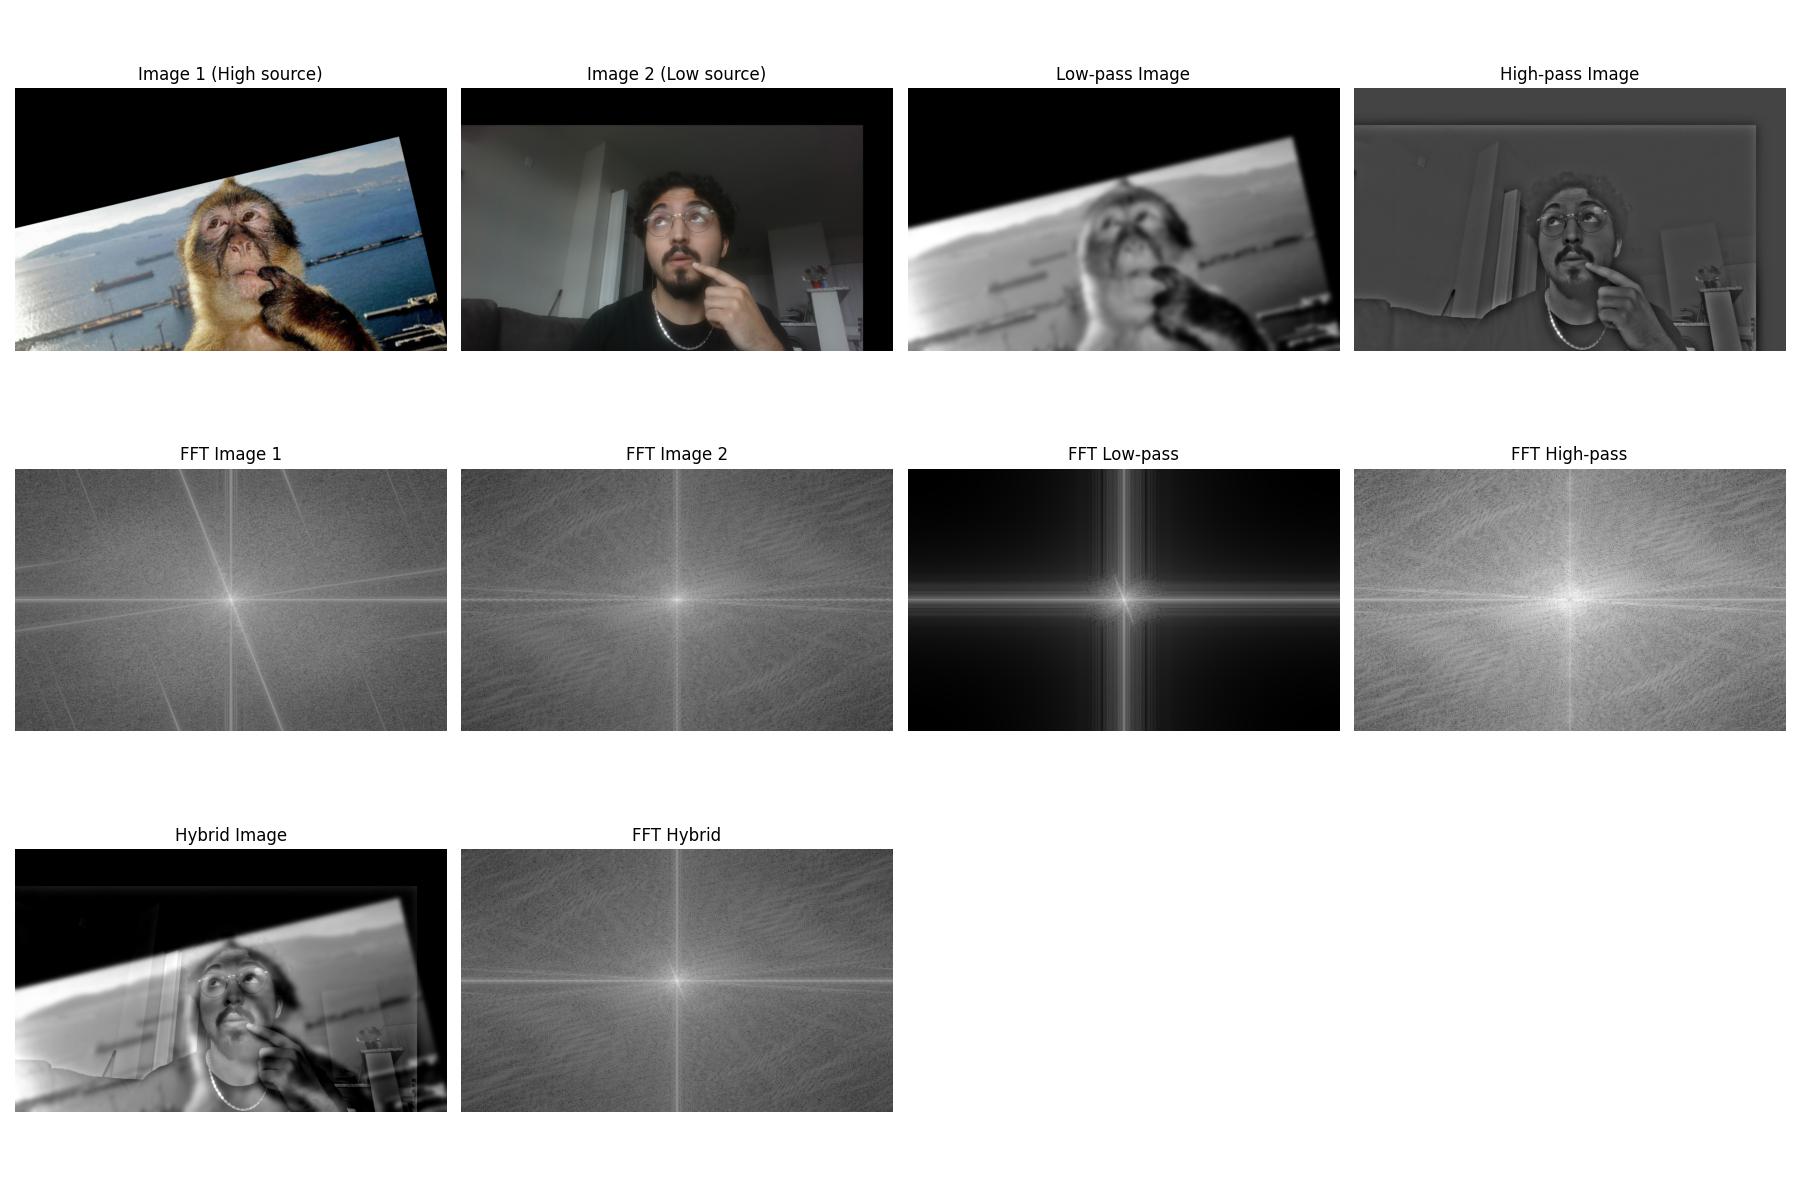 Image 1 (High source)
Image 2 (Low source)
Low-pass Image
High-pass Image
FFT Image 1
FFT Image 2
FFT Low-pass
FFT High-pass
Hybrid Image
FFT Hybrid